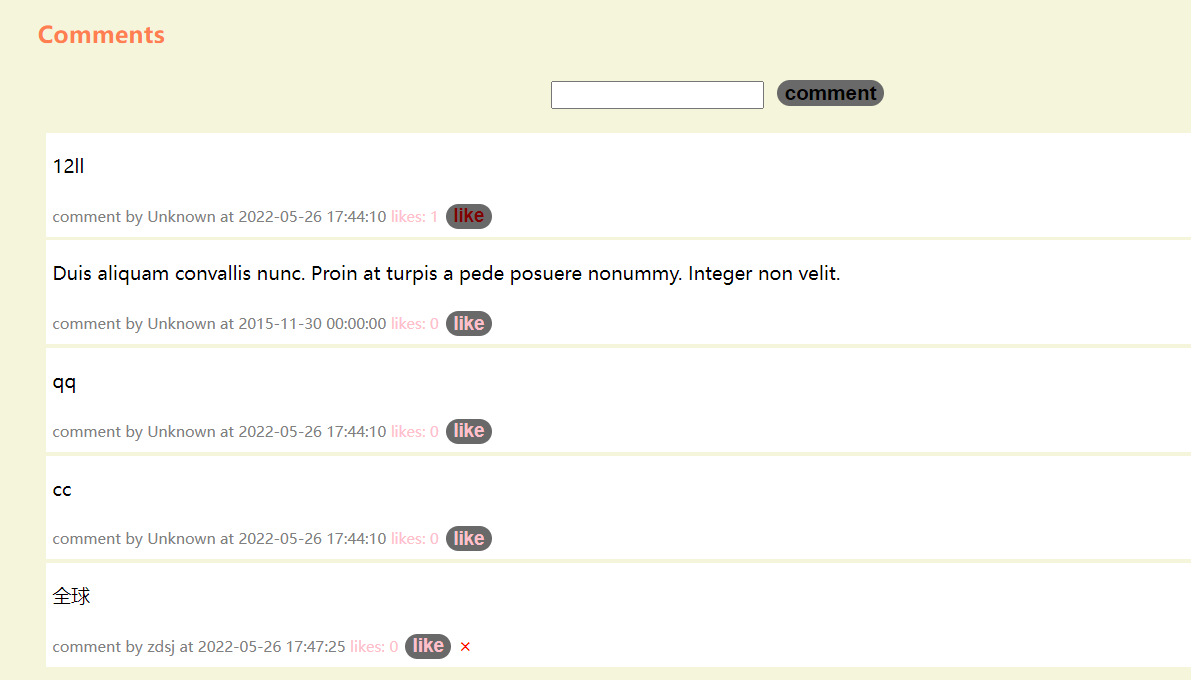 Comments
comment
12ll
comment by Unknown at 2022-05-26 17:44:10 likes: 1 like
Duis aliquam convallis nunc. Proin at turpis a pede posuere nonummy. Integer non velit.
comment by Unknown at 2015-11-30 00:00:00 likes: 0 like
qq
comment by Unknown at 2022-05-26 17:44:10 likes: 0 like
cc
comment by Unknown at 2022-05-26 17:44:10 likes: 0 like
全球
comment by zdsj at 2022-05-26 17:47:25 likes: 0 like ×